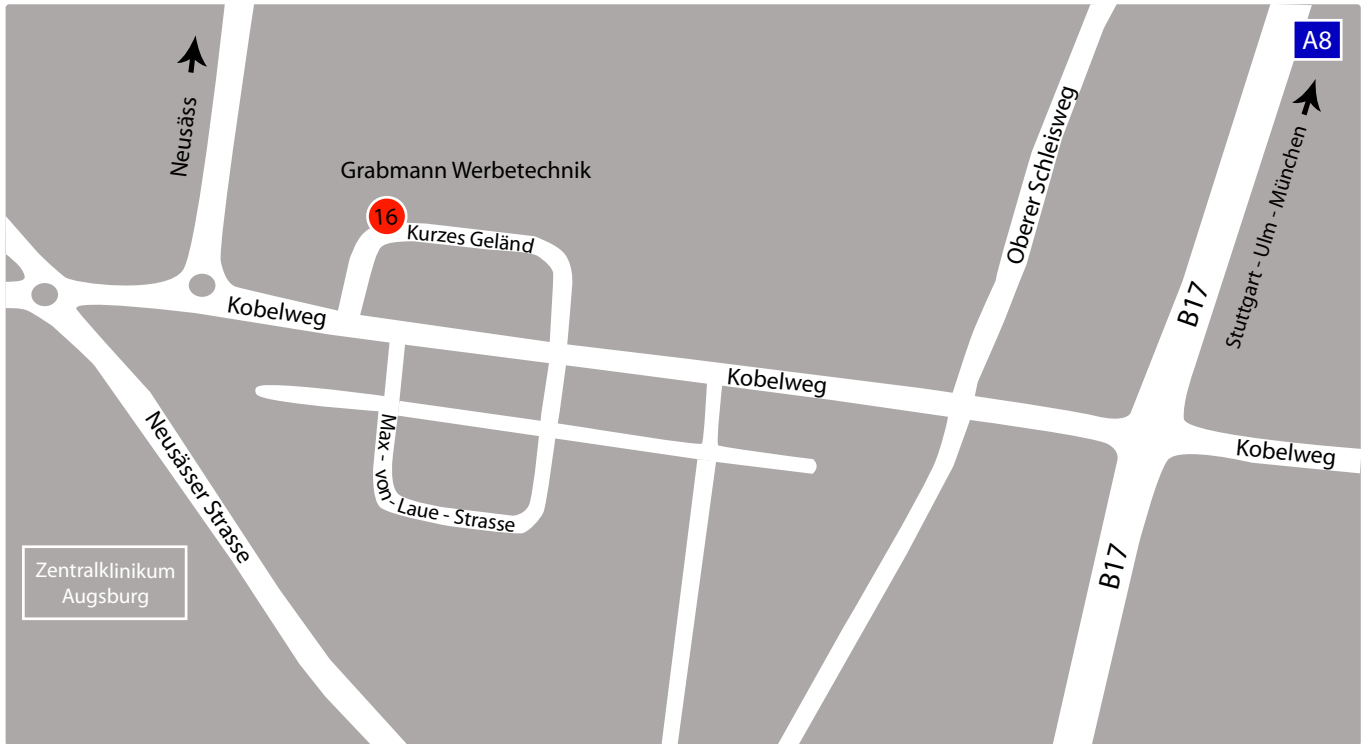 A8
Neusäss
Oberer Schleisweg
Stuttgart - Ulm - München
Grabmann Werbetechnik
16
Kurzes Geländ
B17
Kobelweg
Kobelweg
Kobelweg
Max - von - Laue - Strasse
Neusässer Strasse
B17
Zentralklinikum
Augsburg